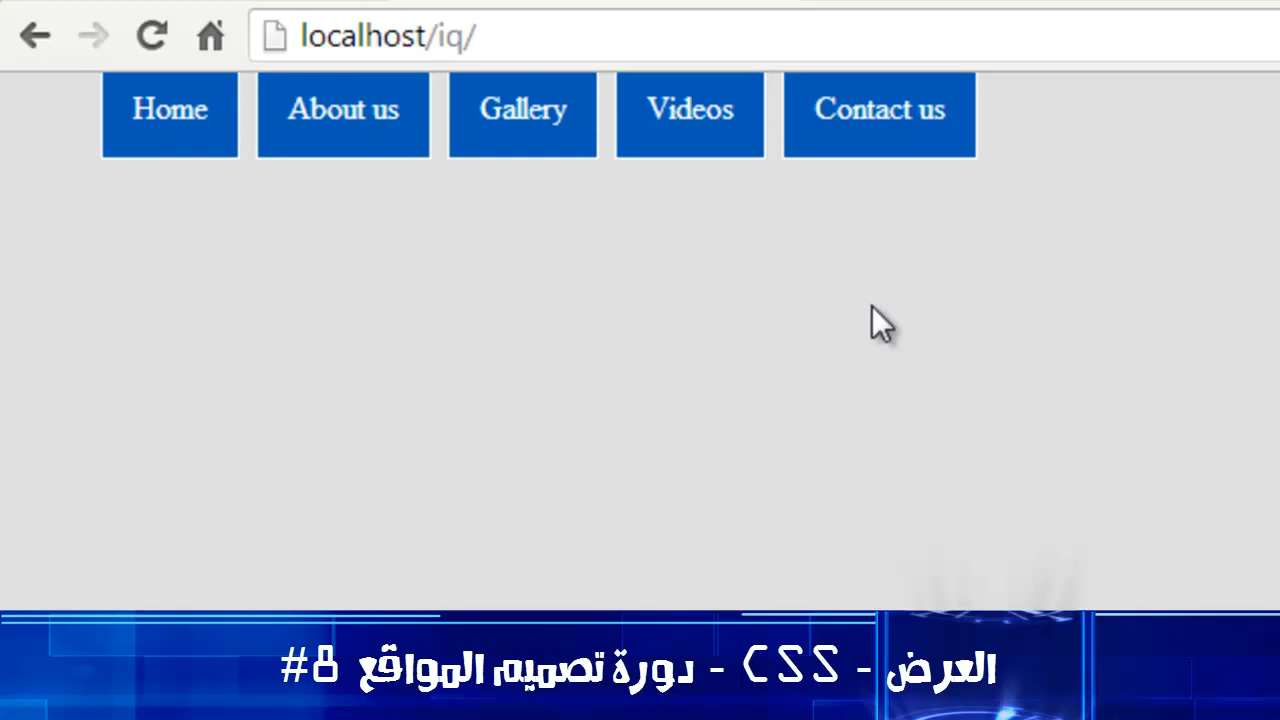 localhost/iq/
Home About us Gallery Videos Contact us
العرض - CSS - دورة تصميم المواقع #8